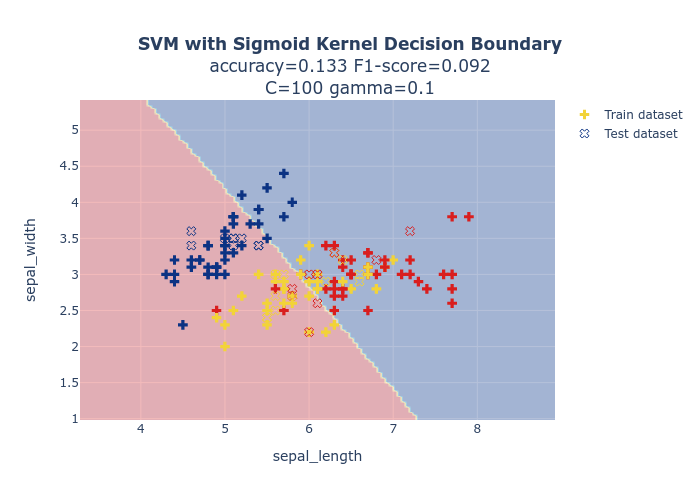 SVM with Sigmoid Kernel Decision Boundary
accuracy=0.133 F1-score=0.092
C=100 gamma=0.1
Train dataset
Test dataset
5
4.5
4
3.5
3
2.5
2
1.5
1
sepal_width
4
5
6
7
8
sepal_length